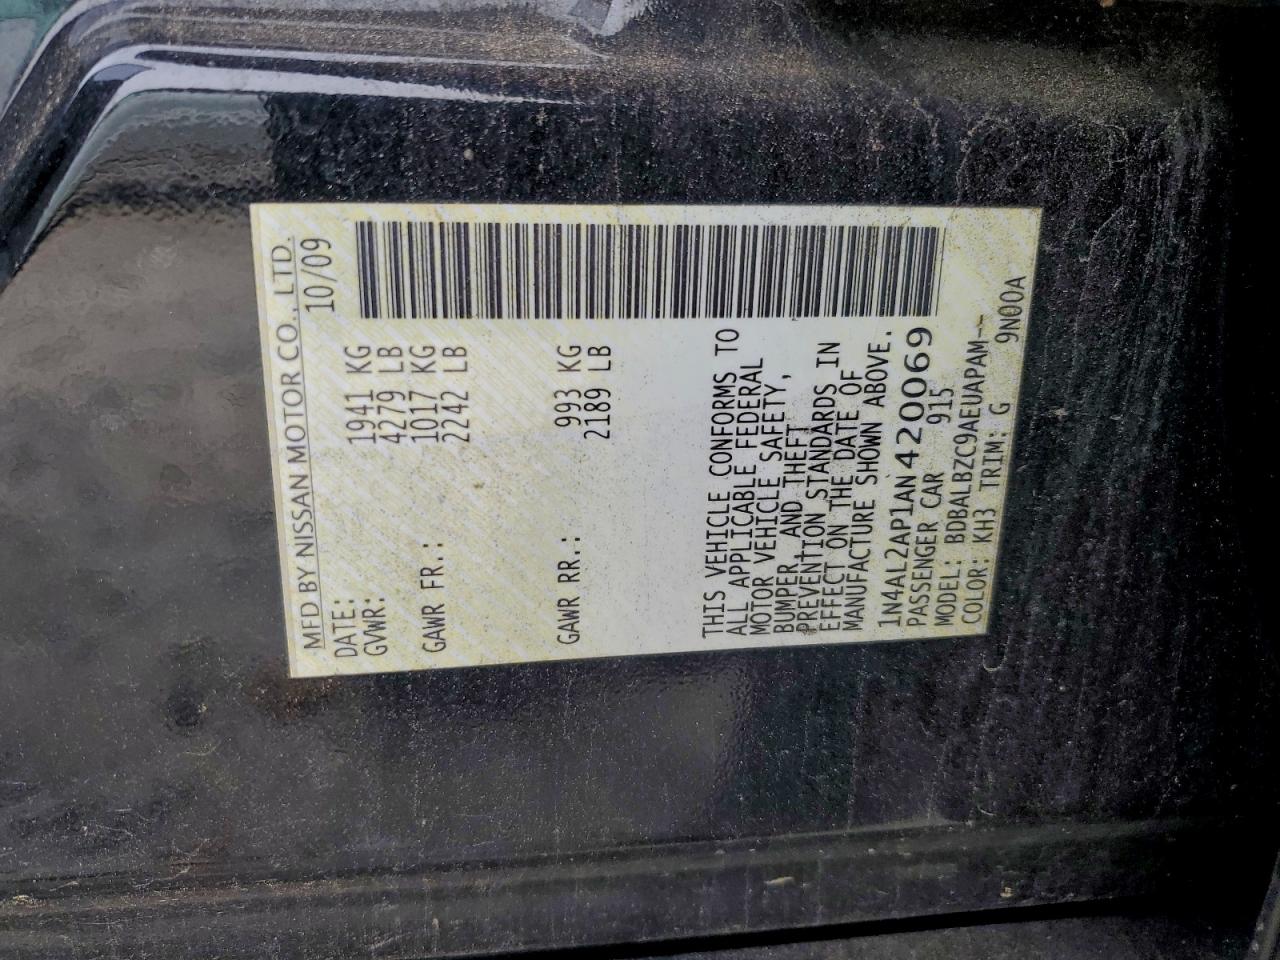 MFD BY NISSAN MOTOR CO., LTD.
DATE: 10/09
GVWR: 1941 KG
4279 LB
GAWR FR.: 1017 KG
2242 LB
GAWR RR.: 993 KG
2189 LB
THIS VEHICLE CONFORMS TO
ALL APPLICABLE FEDERAL
MOTOR VEHICLE SAFETY,
BUMPER, AND THEFT
PREVENTION STANDARDS IN
EFFECT ON THE DATE OF
MANUFACTURE SHOWN ABOVE.
1N4AL2AP1AN420069
PASSENGER CAR 915
MODEL: BDBALBZC9AEUAPAM--
COLOR: KH3 TRIM: G 9N00A